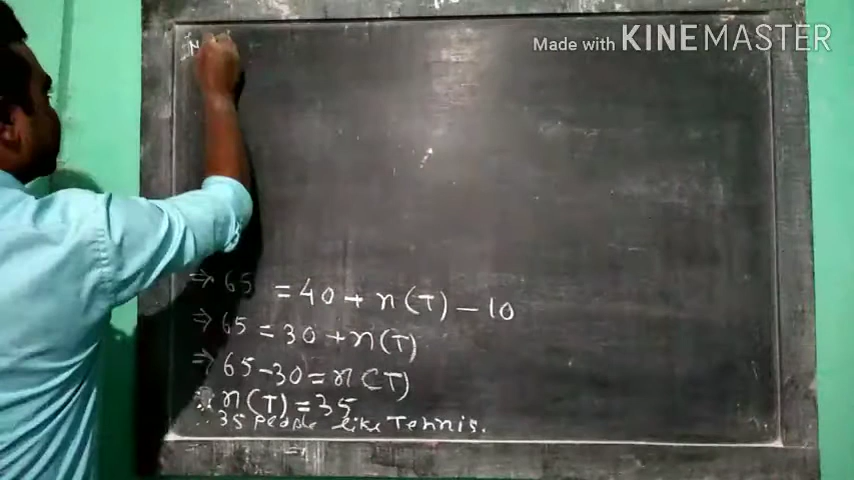 Made with KINEMASTER
N
⇒ 65 = 40 + n(T) - 10
⇒ 65 = 30 + n(T)
⇒ 65 - 30 = n(T)
∴ n(T) = 35
∴ 35 people like Tennis.